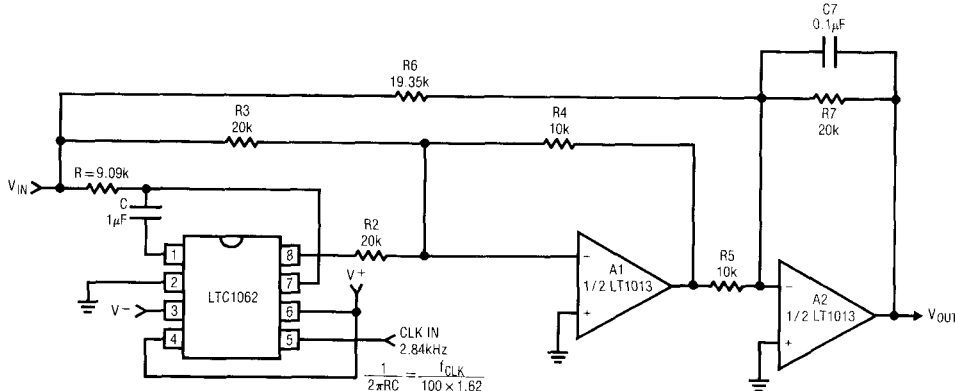 C7
0.1µF
R6
19.35k
R7
20k
R3
20k
R4
10k
V_IN
R = 9.09k
C
1µF
1
2
3
4
8
7
6
5
LTC1062
V−
R2
20k
V+
CLK IN
2.84kHz
1/(2πRC) = f_CLK/(100 × 1.62)
−
+
A1
1/2 LT1013
R5
10k
−
+
A2
1/2 LT1013
V_OUT